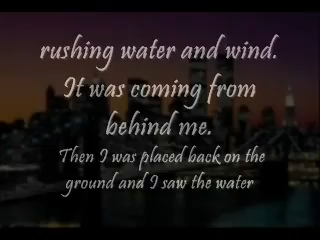 rushing water and wind.
It was coming from
behind me.
Then I was placed back on the
ground and I saw the water